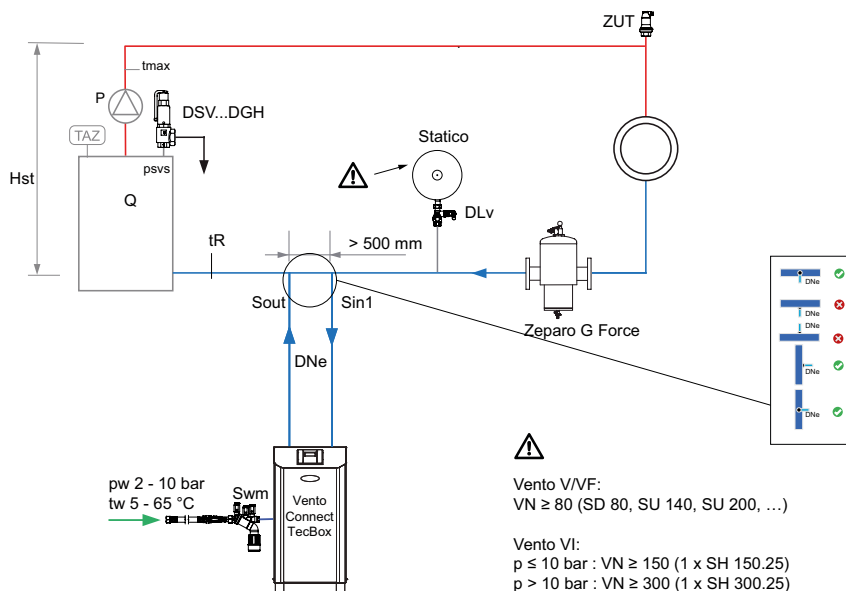 ZUT
tmax
P
DSV...DGH
TAZ
psvs
Statico
Hst
Q
DLv
tR
> 500 mm
Sout
Sin1
Zeparo G Force
DNe
DNe
DNe
DNe
DNe
DNe
pw 2 - 10 bar
tw 5 - 65 °C
Swm
Vento
Connect
TecBox
Vento V/VF:
VN ≥ 80 (SD 80, SU 140, SU 200, …)
Vento VI:
p ≤ 10 bar : VN ≥ 150 (1 x SH 150.25)
p > 10 bar : VN ≥ 300 (1 x SH 300.25)